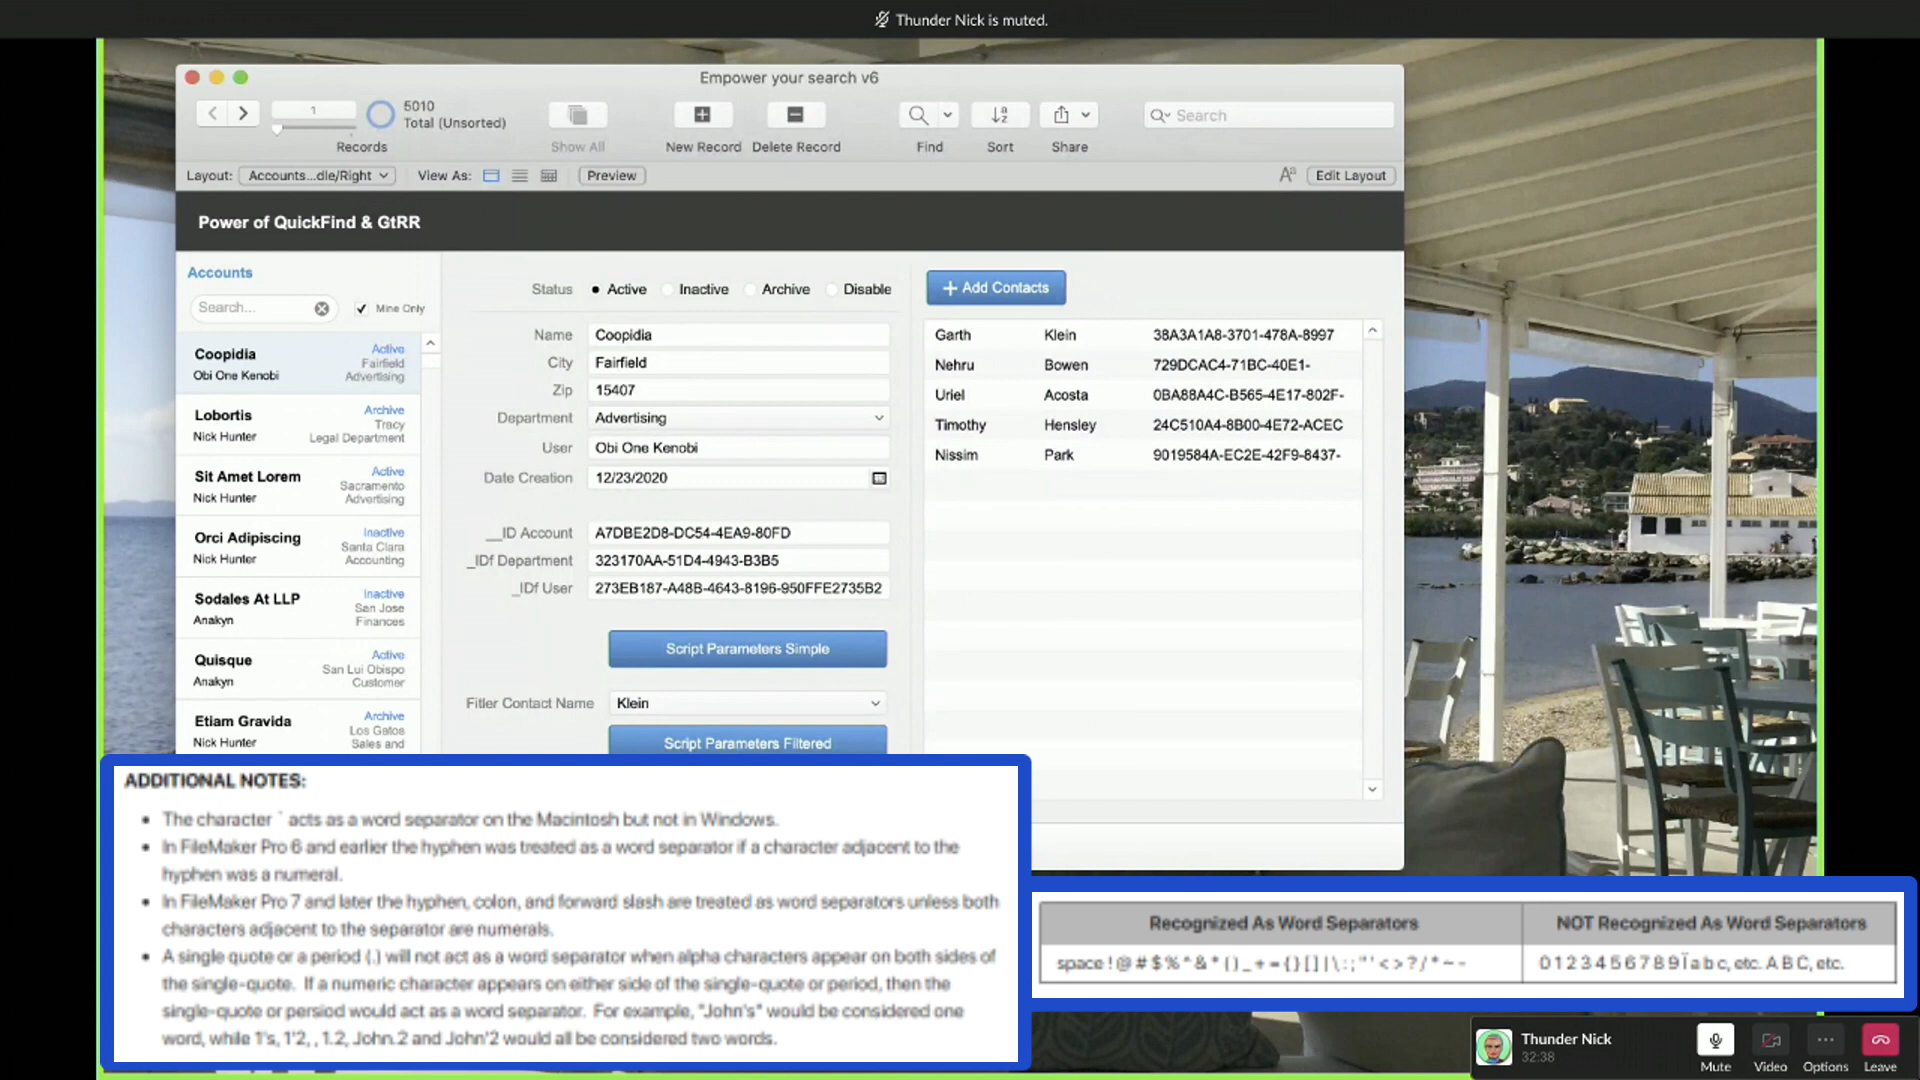 Thunder Nick is muted.
Empower your search v6
1
5010
Total (Unsorted)
Records
Show All
New Record
Delete Record
Find
Sort
Share
Search
Layout:
Accounts...dle/Right
View As:
Preview
Aa
Edit Layout
Power of QuickFind & GtRR
Accounts
Search...
Mine Only
Coopidia
Obi One Kenobi
Active
Fairfield
Advertising
Lobortis
Nick Hunter
Archive
Tracy
Legal Department
Sit Amet Lorem
Nick Hunter
Active
Sacramento
Advertising
Orci Adipiscing
Nick Hunter
Inactive
Santa Clara
Accounting
Sodales At LLP
Anakyn
Inactive
San Jose
Finances
Quisque
Anakyn
Active
San Lui Obispo
Customer
Etiam Gravida
Nick Hunter
Archive
Los Gatos
Sales and
Status
Active
Inactive
Archive
Disable
Name Coopidia
City Fairfield
Zip 15407
Department Advertising
User Obi One Kenobi
Date Creation 12/23/2020
__ID Account A7DBE2D8-DC54-4EA9-80FD
_IDf Department 323170AA-51D4-4943-B3B5
_IDf User 273EB187-A48B-4643-8196-950FFE2735B2
Script Parameters Simple
Fitler Contact Name Klein
Script Parameters Filtered
+ Add Contacts
Garth Klein 38A3A1A8-3701-478A-8997
Nehru Bowen 729DCAC4-71BC-40E1-
Uriel Acosta 0BA88A4C-B565-4E17-802F-
Timothy Hensley 24C510A4-8B00-4E72-ACEC
Nissim Park 9019584A-EC2E-42F9-8437-
ADDITIONAL NOTES:
• The character ` acts as a word separator on the Macintosh but not in Windows.
• In FileMaker Pro 6 and earlier the hyphen was treated as a word separator if a character adjacent to the
hyphen was a numeral.
• In FileMaker Pro 7 and later the hyphen, colon, and forward slash are treated as word separators unless both
characters adjacent to the separator are numerals.
• A single quote or a period (.) will not act as a word separator when alpha characters appear on both sides of
the single-quote. If a numeric character appears on either side of the single-quote or period, then the
single-quote or persiod would act as a word separator. For example, "John's" would be considered one
word, while 1's, 1'2, , 1.2, John.2 and John'2 would all be considered two words.
Recognized As Word Separators
NOT Recognized As Word Separators
space ! @ # $ % ^ & * ( ) _ + = { } [ ] | \ : ; " ' < > ? / * ~ -
0 1 2 3 4 5 6 7 8 9 a b c, etc. A B C, etc.
Thunder Nick
32:38
Mute
Video
Options
Leave